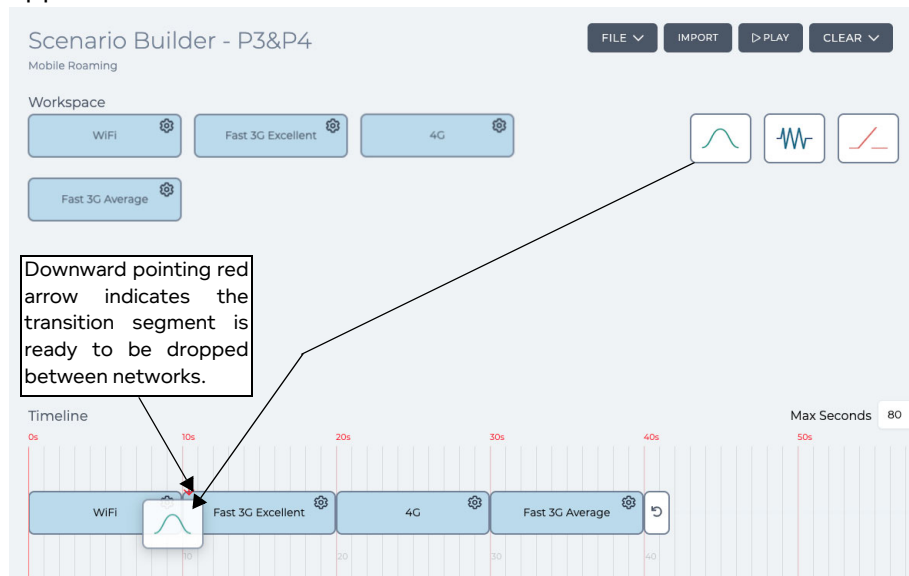 Scenario Builder - P3&P4
FILE
IMPORT
PLAY
CLEAR
Mobile Roaming
Workspace
WiFi
Fast 3G Excellent
4G
Fast 3G Average
Downward pointing red
arrow indicates the
transition segment is
ready to be dropped
between networks.
Timeline
Max Seconds 80
0s 10s 20s 30s 40s 50s
WiFi
Fast 3G Excellent
4G
Fast 3G Average
10 20 30 40